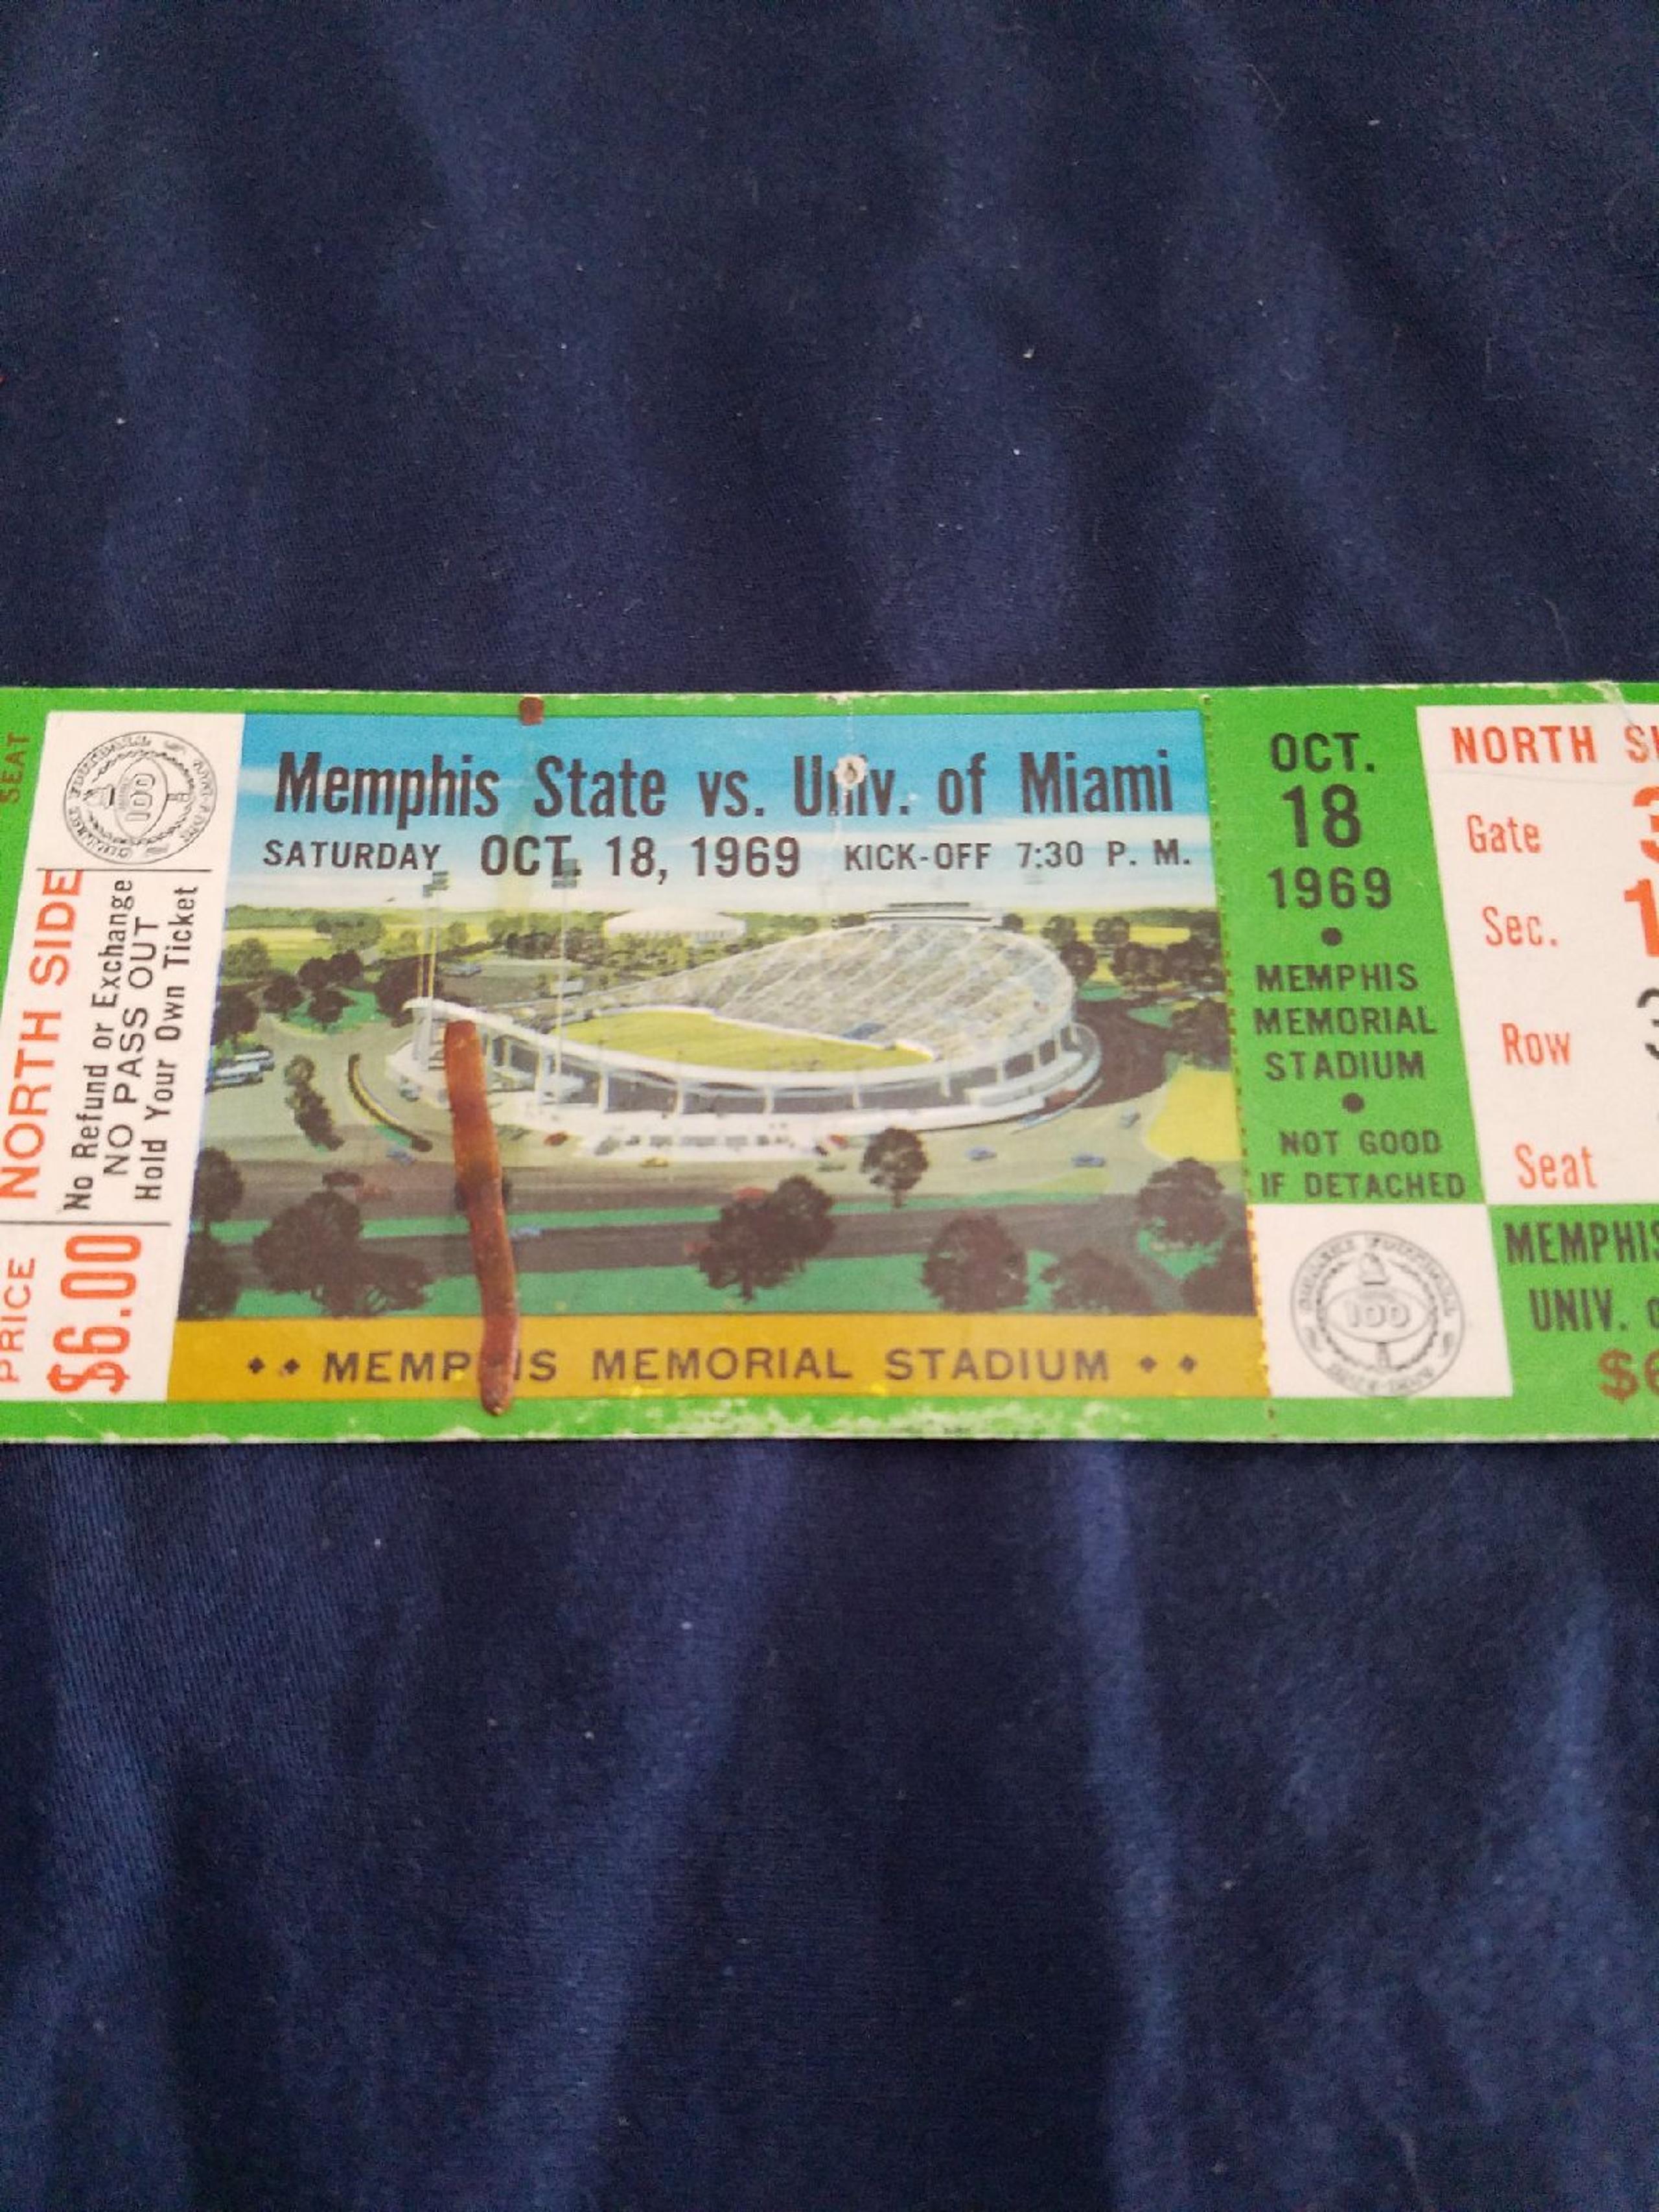 SEAT
NORTH SIDE
PRICE
$6.00
No Refund or Exchange
NO PASS OUT
Hold Your Own Ticket
100
Memphis State vs. Univ. of Miami
SATURDAY OCT. 18, 1969 KICK-OFF 7:30 P. M.
MEMPHIS MEMORIAL STADIUM
OCT.
18
1969
MEMPHIS
MEMORIAL
STADIUM
NOT GOOD
IF DETACHED
100
NORTH
Gate
Sec.
Row
Seat
MEMPHIS
UNIV.